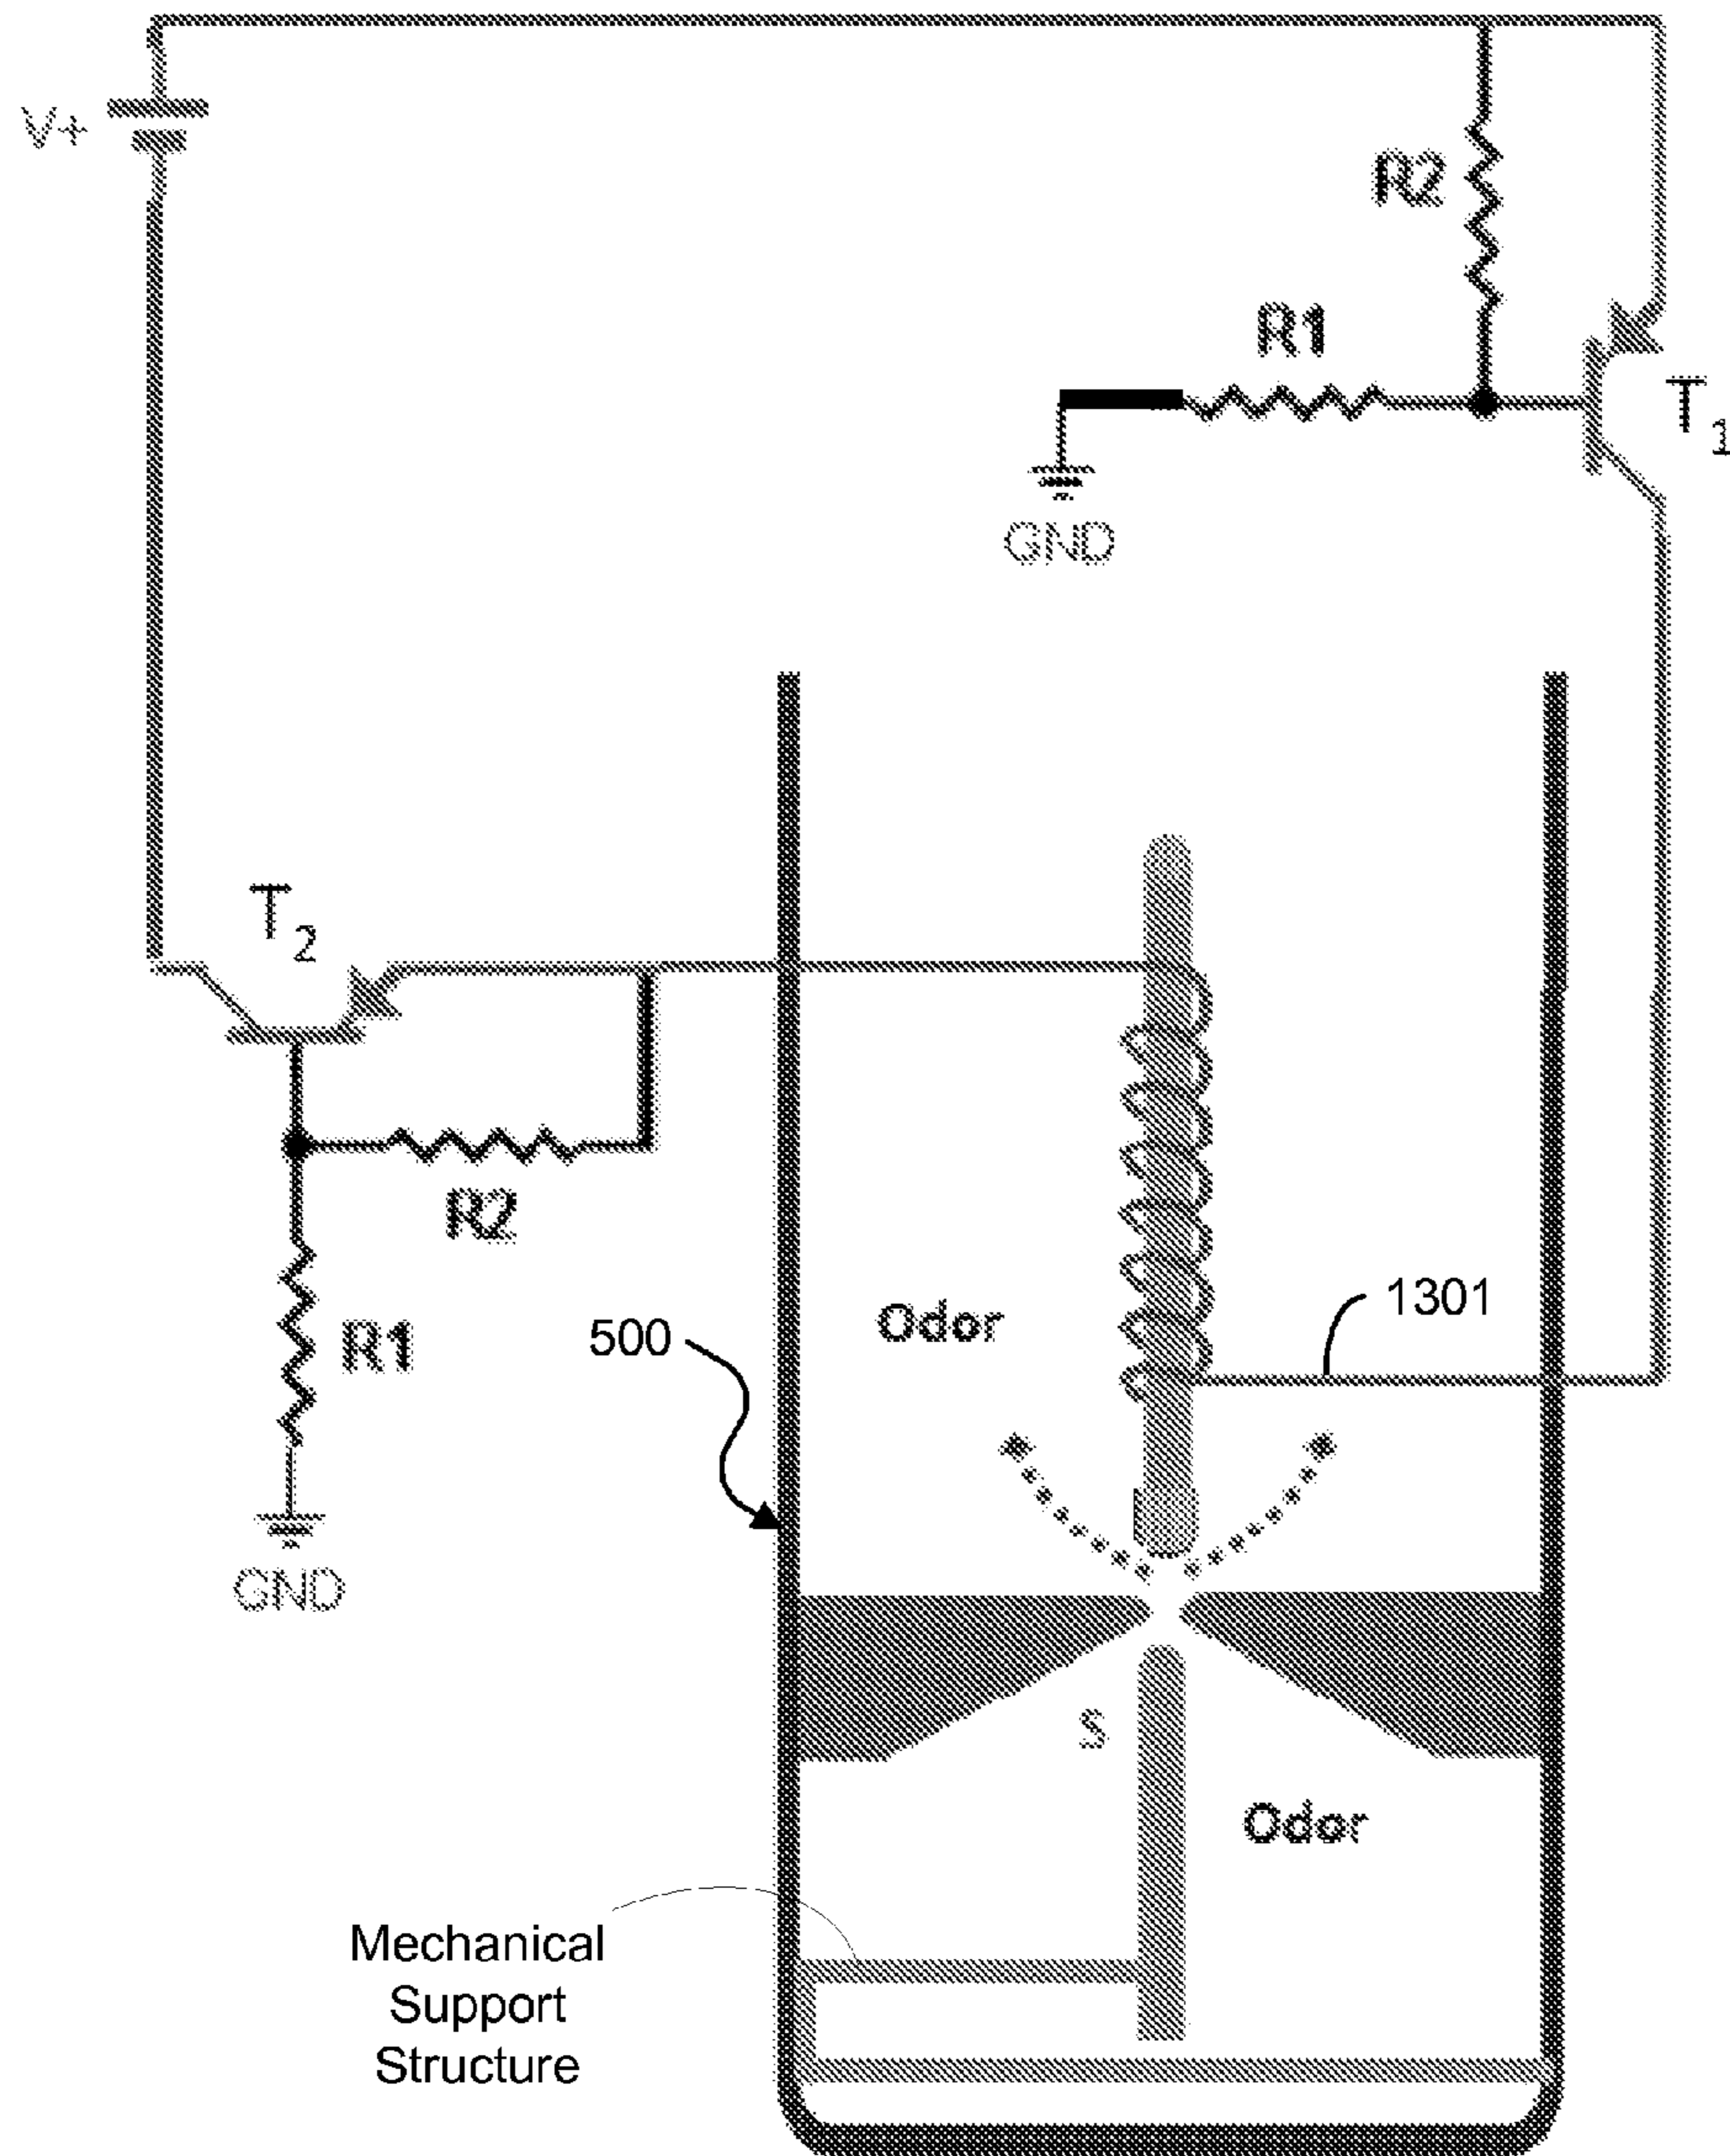 V+
R2
R1
T1
GND
T2
R2
1301
Odor
500
R1
GND
S
Odor
Mechanical
Support
Structure